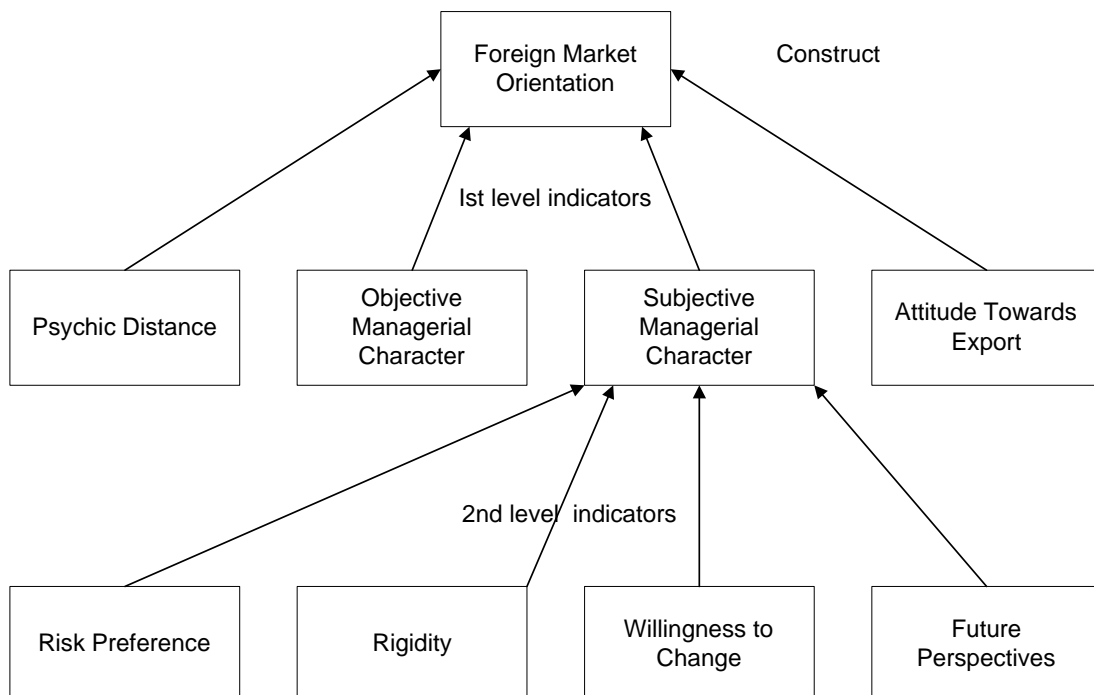 Foreign Market
Orientation
Construct
Ist level indicators
Psychic Distance
Objective
Managerial
Character
Subjective
Managerial
Character
Attitude Towards
Export
2nd level  indicators
Risk Preference
Rigidity
Willingness to
Change
Future
Perspectives